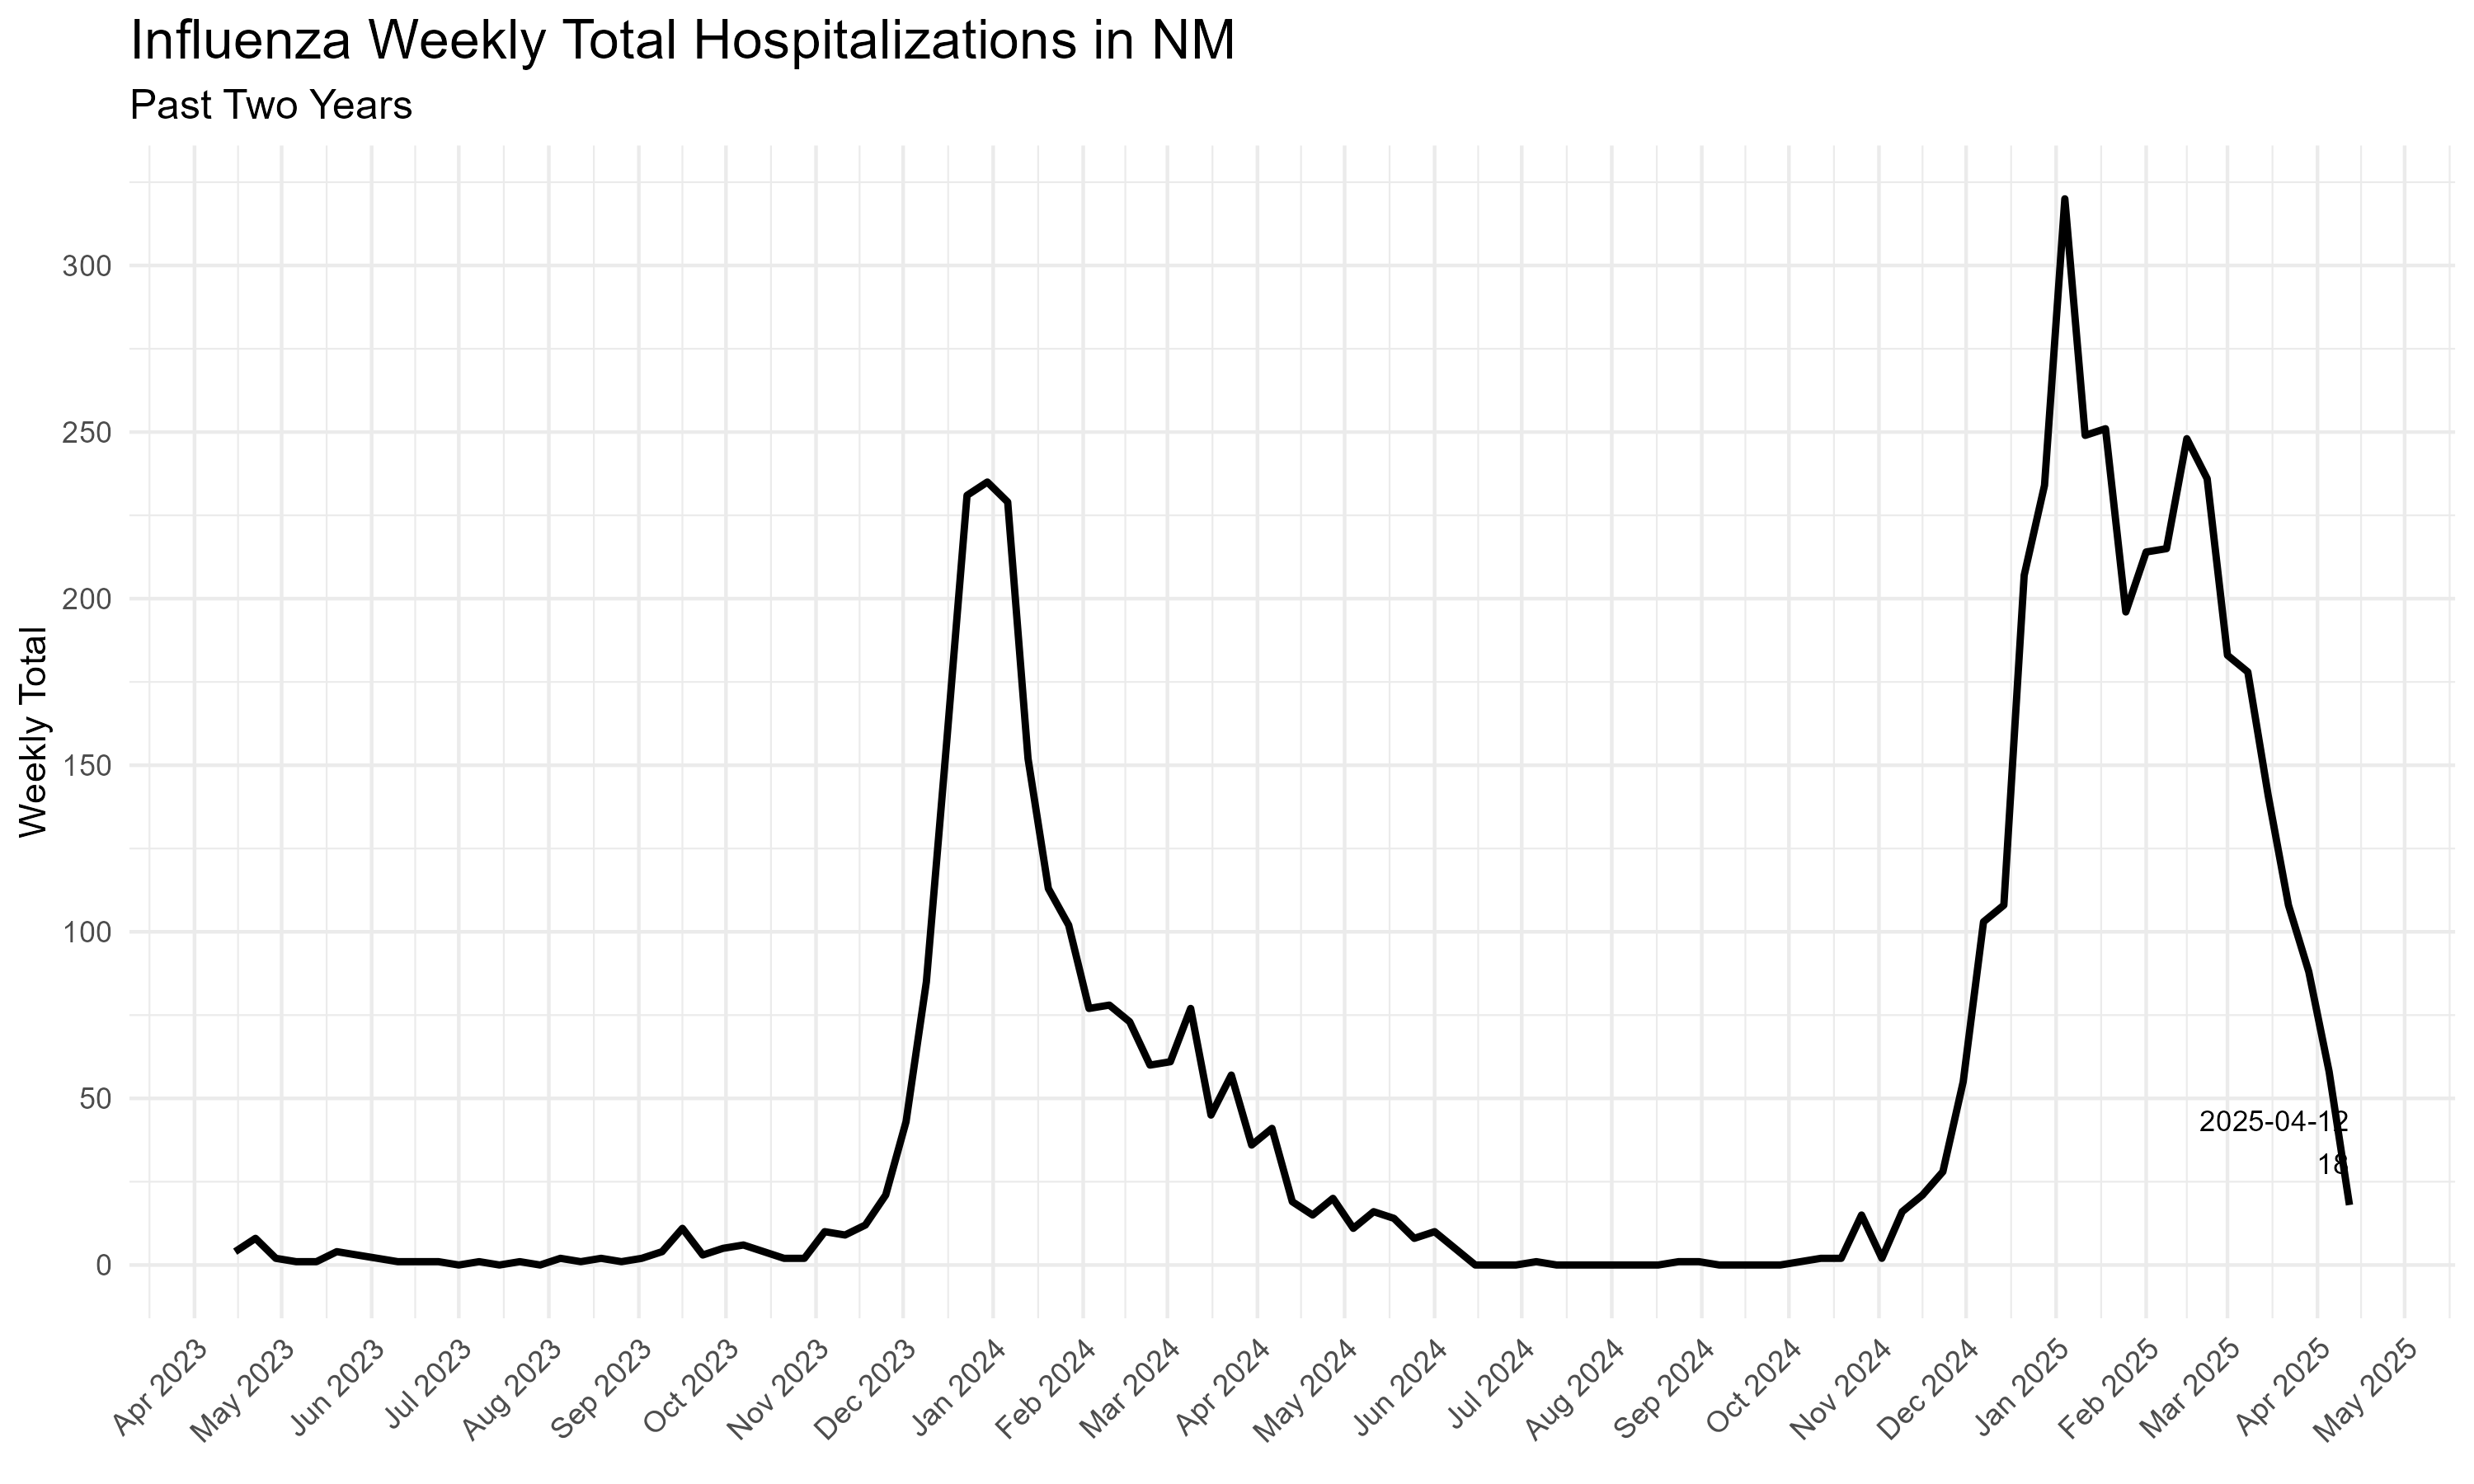 Influenza Weekly Total Hospitalizations in NM
Past Two Years
Weekly Total
300
250
200
150
100
50
0
2025-04-12
18
Apr 2023
May 2023
Jun 2023
Jul 2023
Aug 2023
Sep 2023
Oct 2023
Nov 2023
Dec 2023
Jan 2024
Feb 2024
Mar 2024
Apr 2024
May 2024
Jun 2024
Jul 2024
Aug 2024
Sep 2024
Oct 2024
Nov 2024
Dec 2024
Jan 2025
Feb 2025
Mar 2025
Apr 2025
May 2025